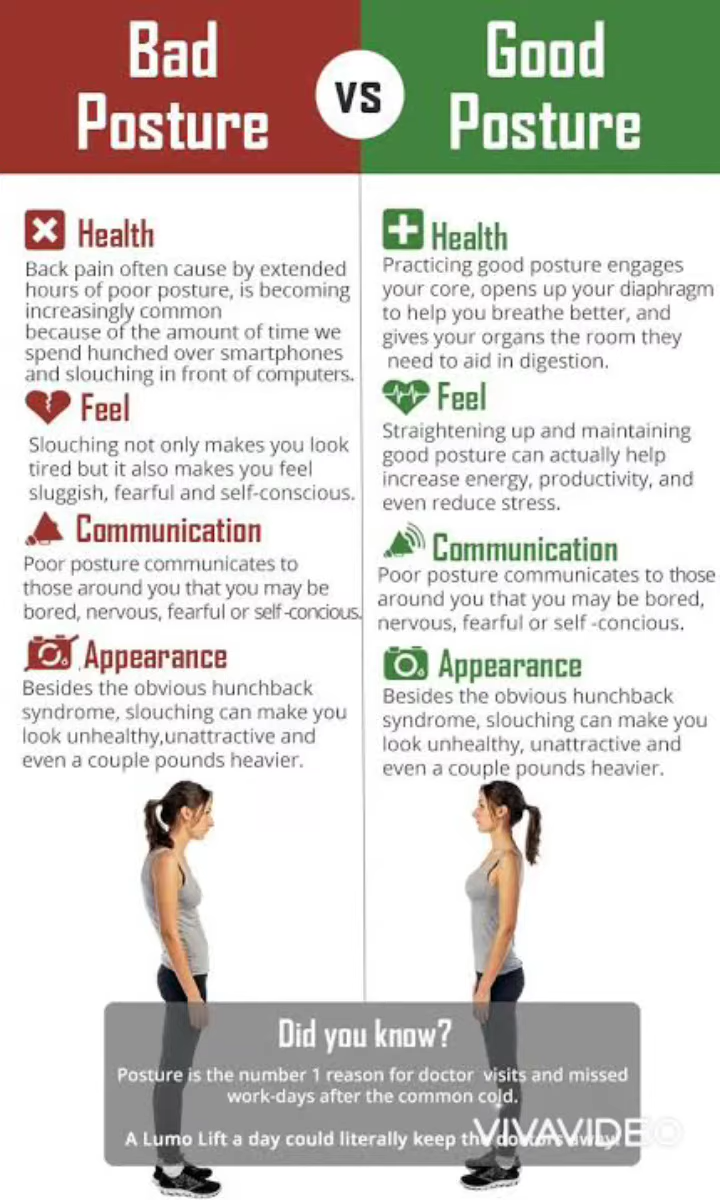 Bad
Posture
VS
Good
Posture
Health
Back pain often cause by extended
hours of poor posture, is becoming
increasingly common
because of the amount of time we
spend hunched over smartphones
and slouching in front of computers.
Feel
Slouching not only makes you look
tired but it also makes you feel
sluggish, fearful and self-conscious.
Communication
Poor posture communicates to
those around you that you may be
bored, nervous, fearful or self-concious.
Appearance
Besides the obvious hunchback
syndrome, slouching can make you
look unhealthy,unattractive and
even a couple pounds heavier.
Health
Practicing good posture engages
your core, opens up your diaphragm
to help you breathe better, and
gives your organs the room they
need to aid in digestion.
Feel
Straightening up and maintaining
good posture can actually help
increase energy, productivity, and
even reduce stress.
Communication
Poor posture communicates to those
around you that you may be bored,
nervous, fearful or self -concious.
Appearance
Besides the obvious hunchback
syndrome, slouching can make you
look unhealthy, unattractive and
even a couple pounds heavier.
Did you know?
Posture is the number 1 reason for doctor visits and missed
work-days after the common cold.
A Lumo Lift a day could literally keep the doctors away.
VIVAVIDEO